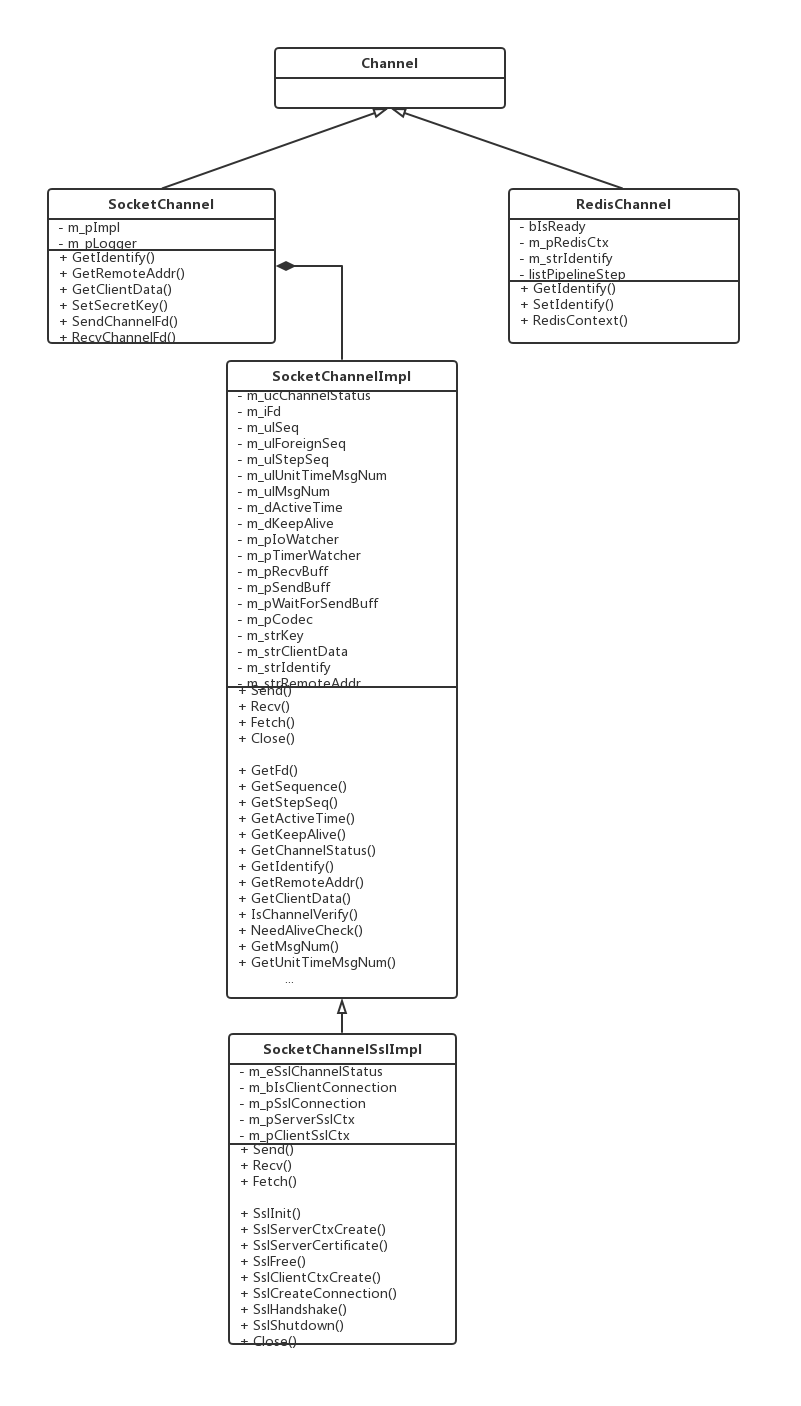 Channel
SocketChannel
- m_pImpl
- m_pLogger
+ GetIdentify()
+ GetRemoteAddr()
+ GetClientData()
+ SetSecretKey()
+ SendChannelFd()
+ RecvChannelFd()
RedisChannel
- bIsReady
- m_pRedisCtx
- m_strIdentify
- listPipelineStep
+ GetIdentify()
+ SetIdentify()
+ RedisContext()
SocketChannelImpl
- m_ucChannelStatus
- m_iFd
- m_ulSeq
- m_ulForeignSeq
- m_ulStepSeq
- m_ulUnitTimeMsgNum
- m_ulMsgNum
- m_dActiveTime
- m_dKeepAlive
- m_pIoWatcher
- m_pTimerWatcher
- m_pRecvBuff
- m_pSendBuff
- m_pWaitForSendBuff
- m_pCodec
- m_strKey
- m_strClientData
- m_strIdentify
- m_strRemoteAddr
+ Send()
+ Recv()
+ Fetch()
+ Close()
+ GetFd()
+ GetSequence()
+ GetStepSeq()
+ GetActiveTime()
+ GetKeepAlive()
+ GetChannelStatus()
+ GetIdentify()
+ GetRemoteAddr()
+ GetClientData()
+ IsChannelVerify()
+ NeedAliveCheck()
+ GetMsgNum()
+ GetUnitTimeMsgNum()
...
SocketChannelSslImpl
- m_eSslChannelStatus
- m_bIsClientConnection
- m_pSslConnection
- m_pServerSslCtx
- m_pClientSslCtx
+ Send()
+ Recv()
+ Fetch()
+ SslInit()
+ SslServerCtxCreate()
+ SslServerCertificate()
+ SslFree()
+ SslClientCtxCreate()
+ SslCreateConnection()
+ SslHandshake()
+ SslShutdown()
+ Close()